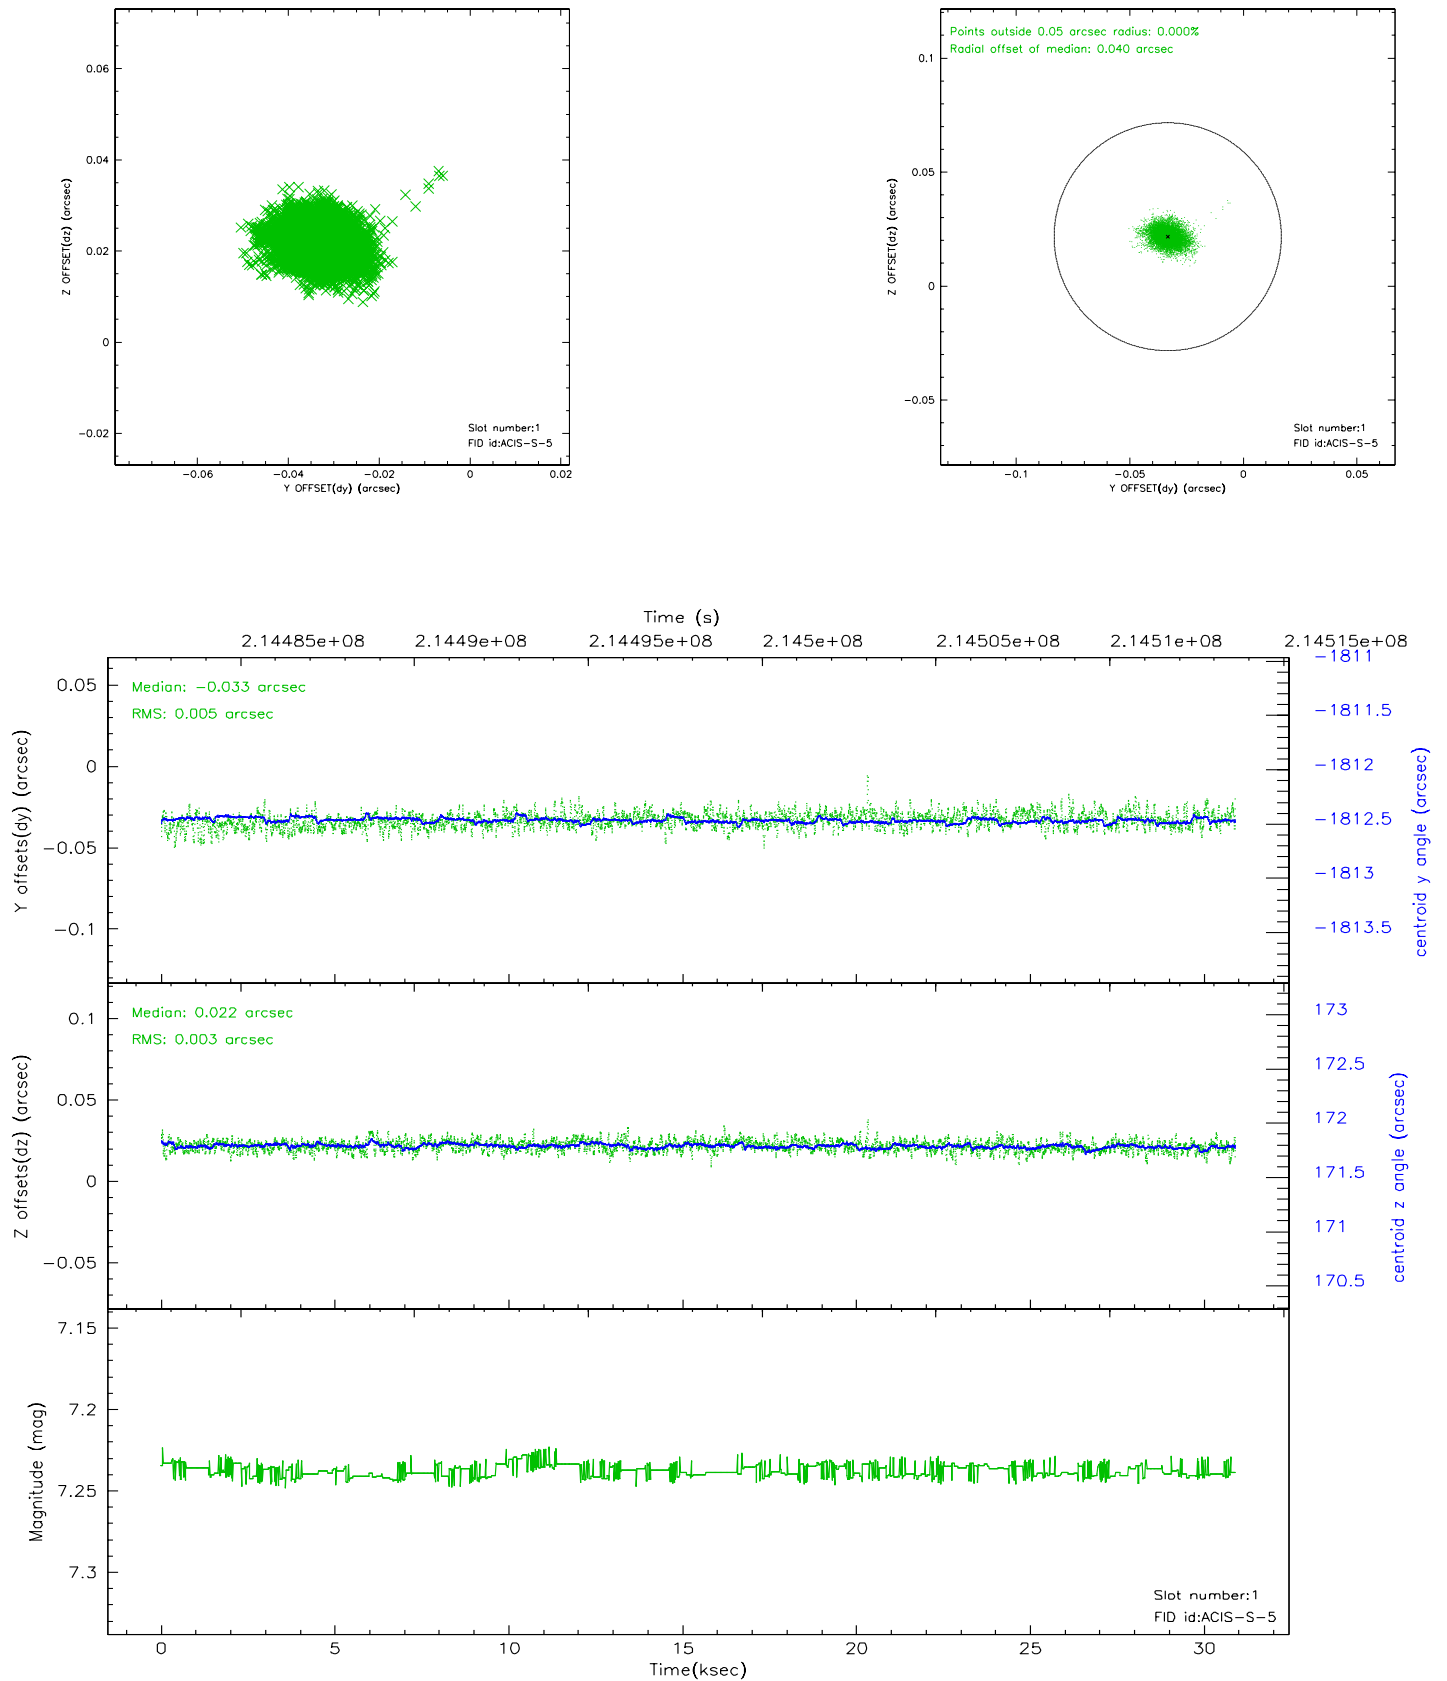 0.06
0.04
0.02
0
−0.02
Z OFFSET(dz) (arcsec)
Slot number:1
FID id:ACIS−S−5
−0.06 −0.04 −0.02 0 0.02
Y OFFSET(dy) (arcsec)
Points outside 0.05 arcsec radius: 0.000%
Radial offset of median: 0.040 arcsec
0.1
0.05
0
−0.05
Z OFFSET(dz) (arcsec)
Slot number:1
FID id:ACIS−S−5
−0.1 −0.05 0 0.05
Y OFFSET(dy) (arcsec)
Time (s)
2.14485e+08 2.1449e+08 2.14495e+08 2.145e+08 2.14505e+08 2.1451e+08 2.14515e+08
Median: −0.033 arcsec
RMS: 0.005 arcsec
0.05
0
−0.05
−0.1
Y offsets(dy) (arcsec)
−1811
−1811.5
−1812
−1812.5
−1813
−1813.5
centroid y angle (arcsec)
Median: 0.022 arcsec
RMS: 0.003 arcsec
0.1
0.05
0
−0.05
Z offsets(dz) (arcsec)
173
172.5
172
171.5
171
170.5
centroid z angle (arcsec)
7.15
7.2
7.25
7.3
Magnitude (mag)
Slot number:1
FID id:ACIS−S−5
0 5 10 15 20 25 30
Time(ksec)